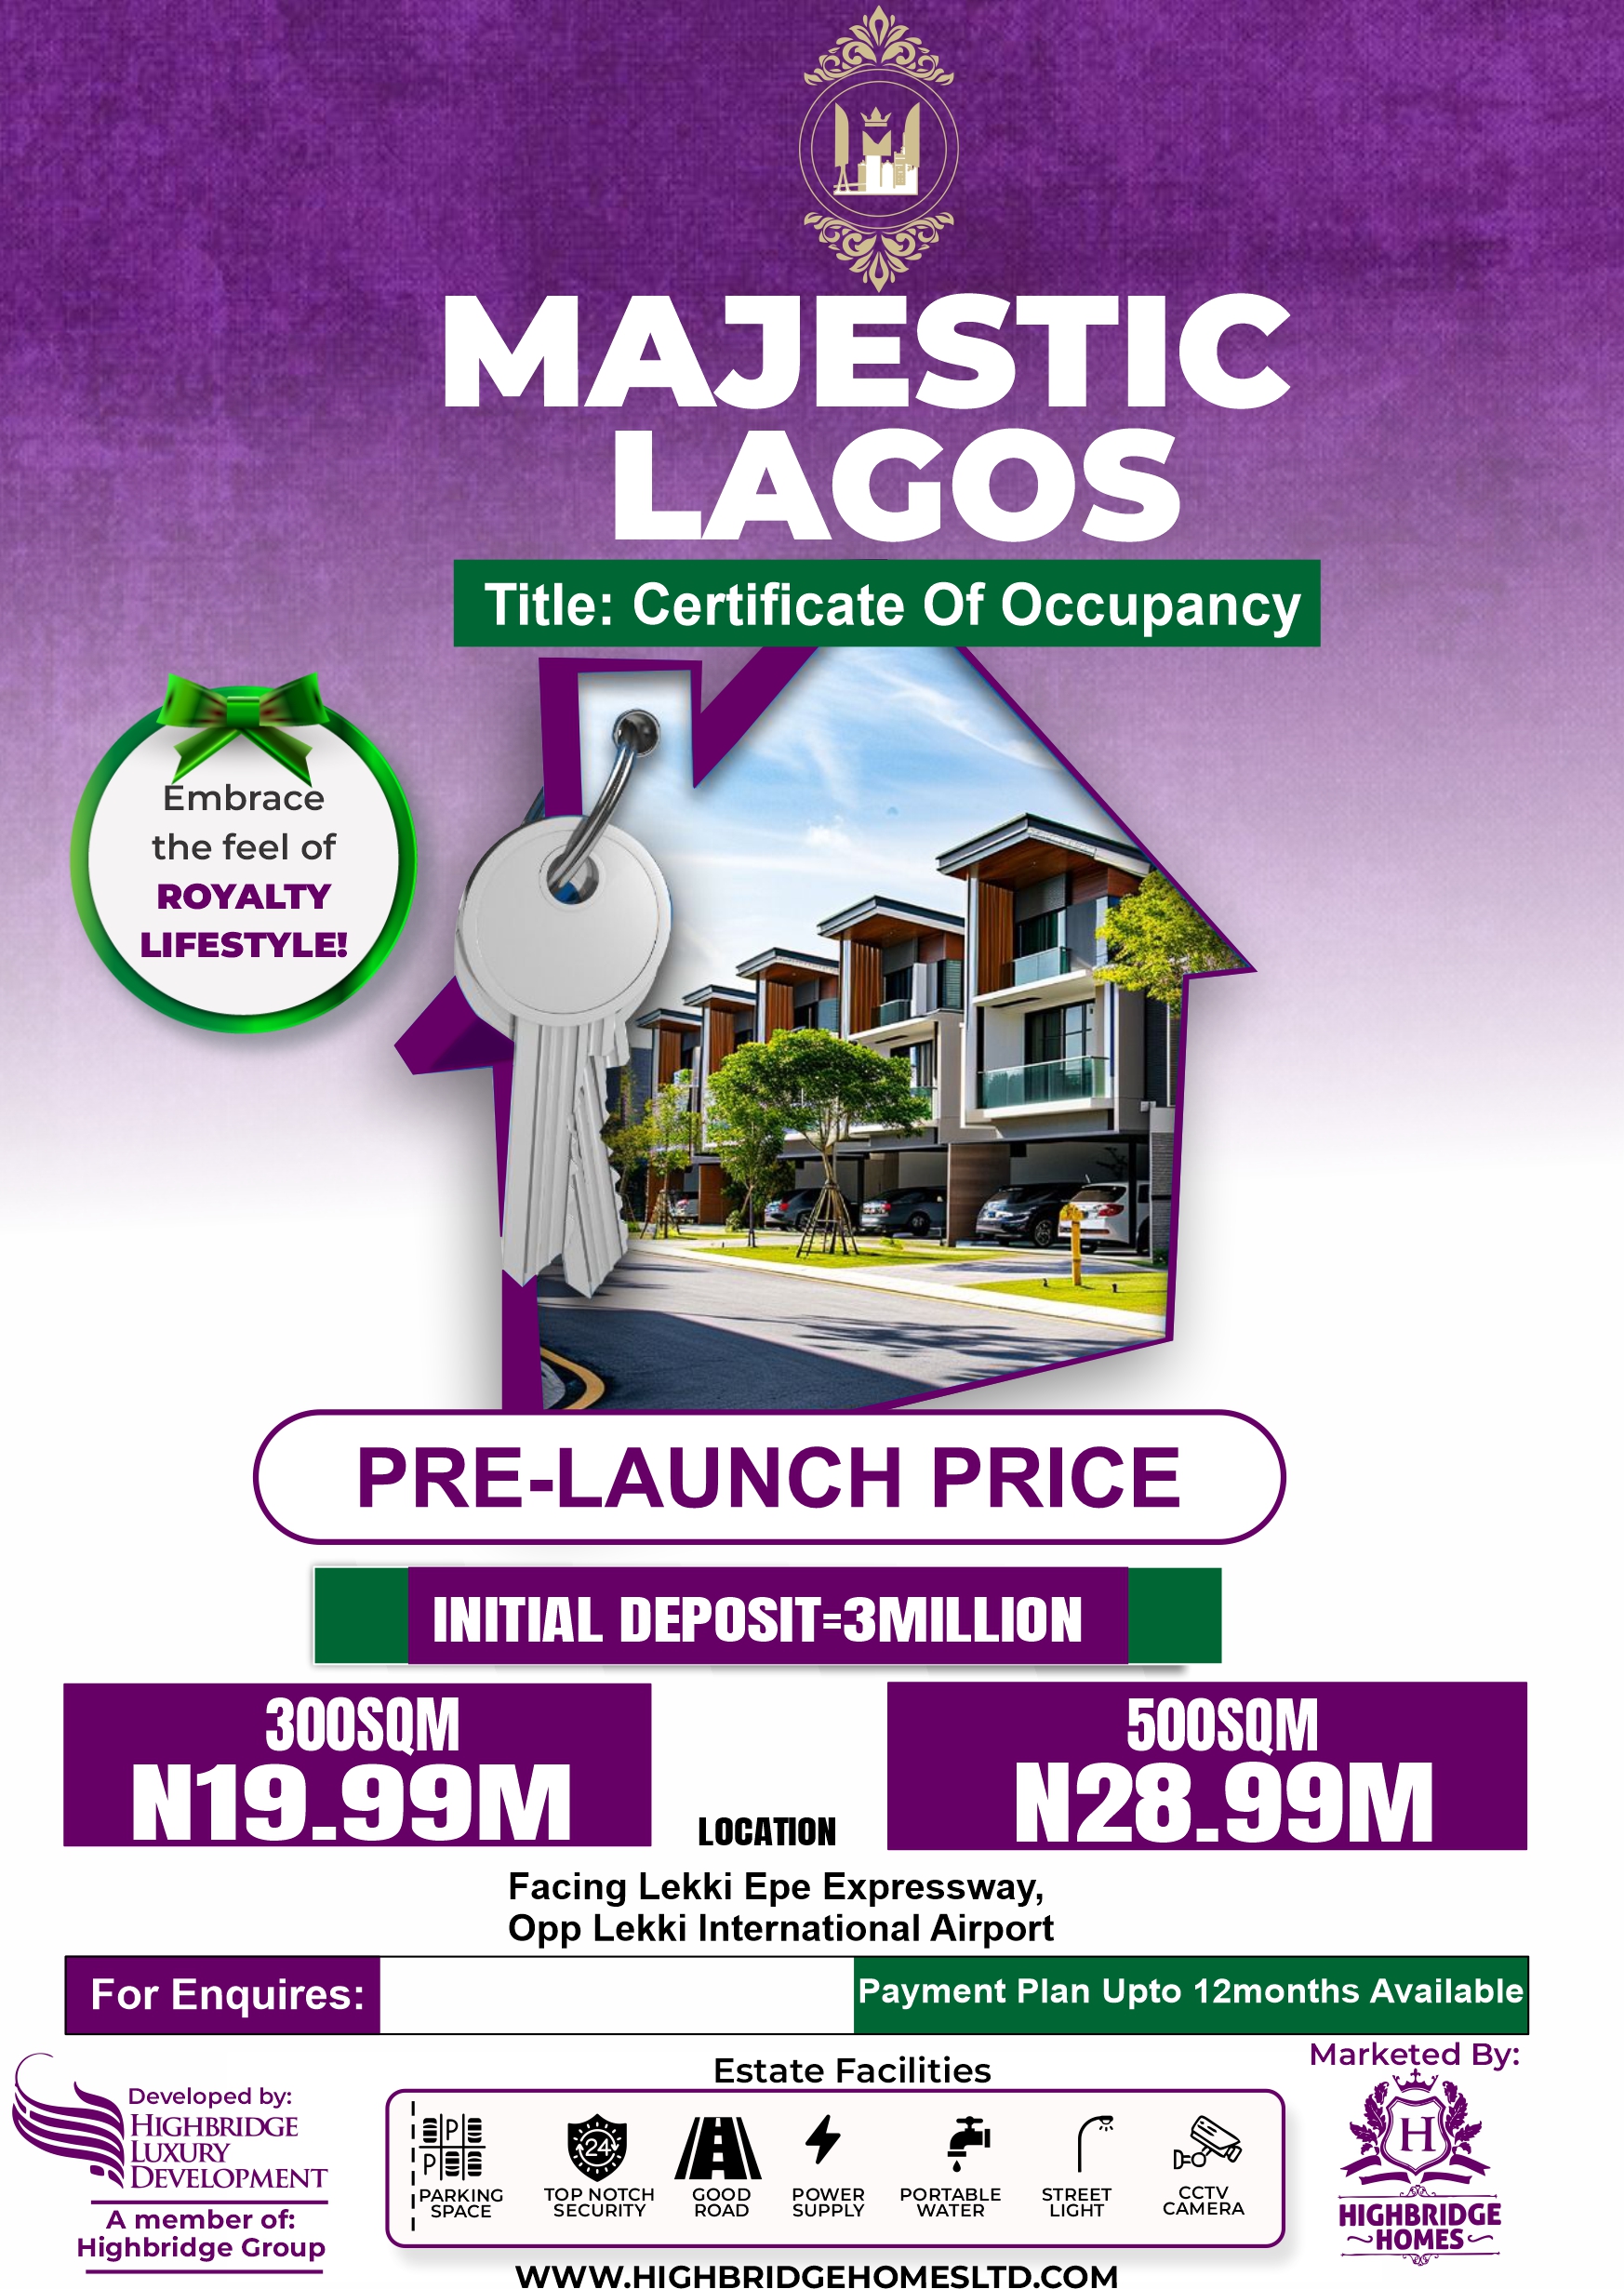 MAJESTIC
LAGOS
Title: Certificate Of Occupancy
Embrace
the feel of
ROYALTY
LIFESTYLE!
PRE-LAUNCH PRICE
INITIAL DEPOSIT=3MILLION
300SQM
N19.99M
500SQM
N28.99M
LOCATION
Facing Lekki Epe Expressway,
Opp Lekki International Airport
For Enquires:
Payment Plan Upto 12months Available
Developed by:
HIGHBRIDGE
LUXURY
DEVELOPMENT
A member of:
Highbridge Group
Estate Facilities
P
P
PARKING
SPACE
24
TOP NOTCH
SECURITY
GOOD
ROAD
POWER
SUPPLY
PORTABLE
WATER
STREET
LIGHT
CCTV
CAMERA
Marketed By:
H
HIGHBRIDGE
HOMES
WWW.HIGHBRIDGEHOMESLTD.COM